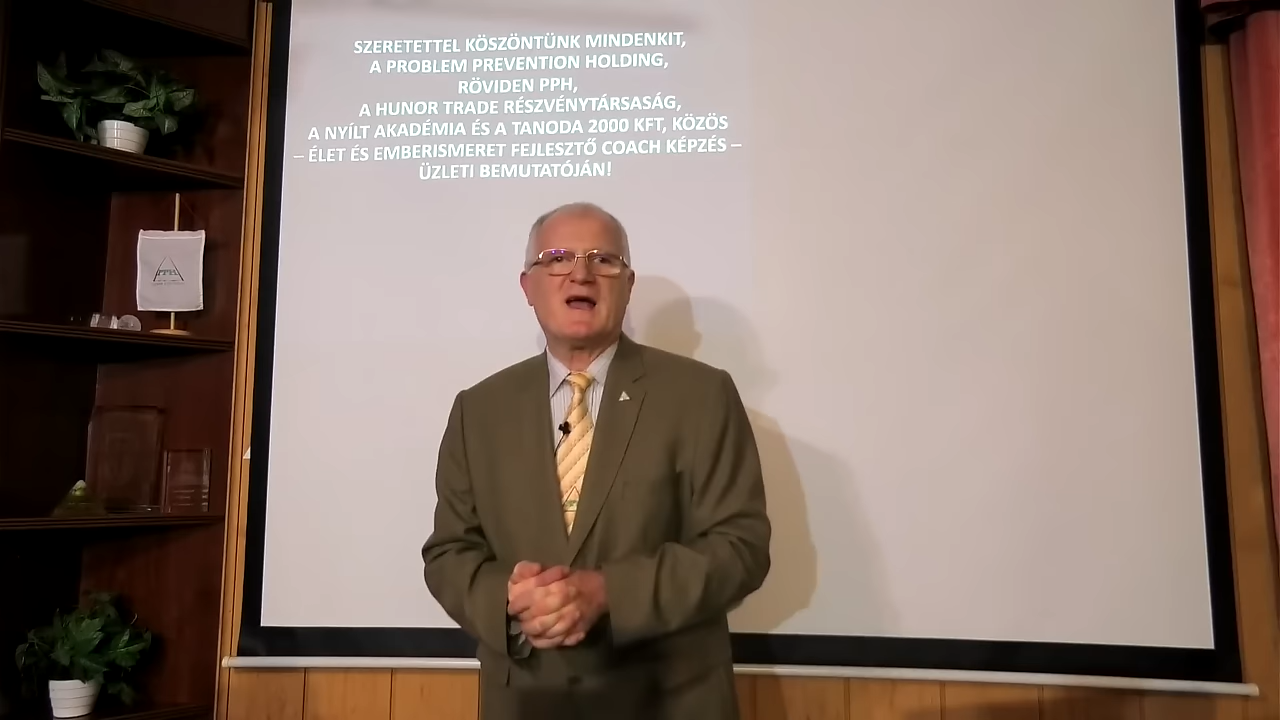 SZERETETTEL KÖSZÖNTÜNK MINDENKIT,
A PROBLEM PREVENTION HOLDING,
RÖVIDEN PPH,
A HUNOR TRADE RÉSZVÉNYTÁRSASÁG,
A NYÍLT AKADÉMIA ÉS A TANODA 2000 KFT, KÖZÖS
– ÉLET ÉS EMBERISMERET FEJLESZTŐ COACH KÉPZÉS –
ÜZLETI BEMUTATÓJÁN!
PPH